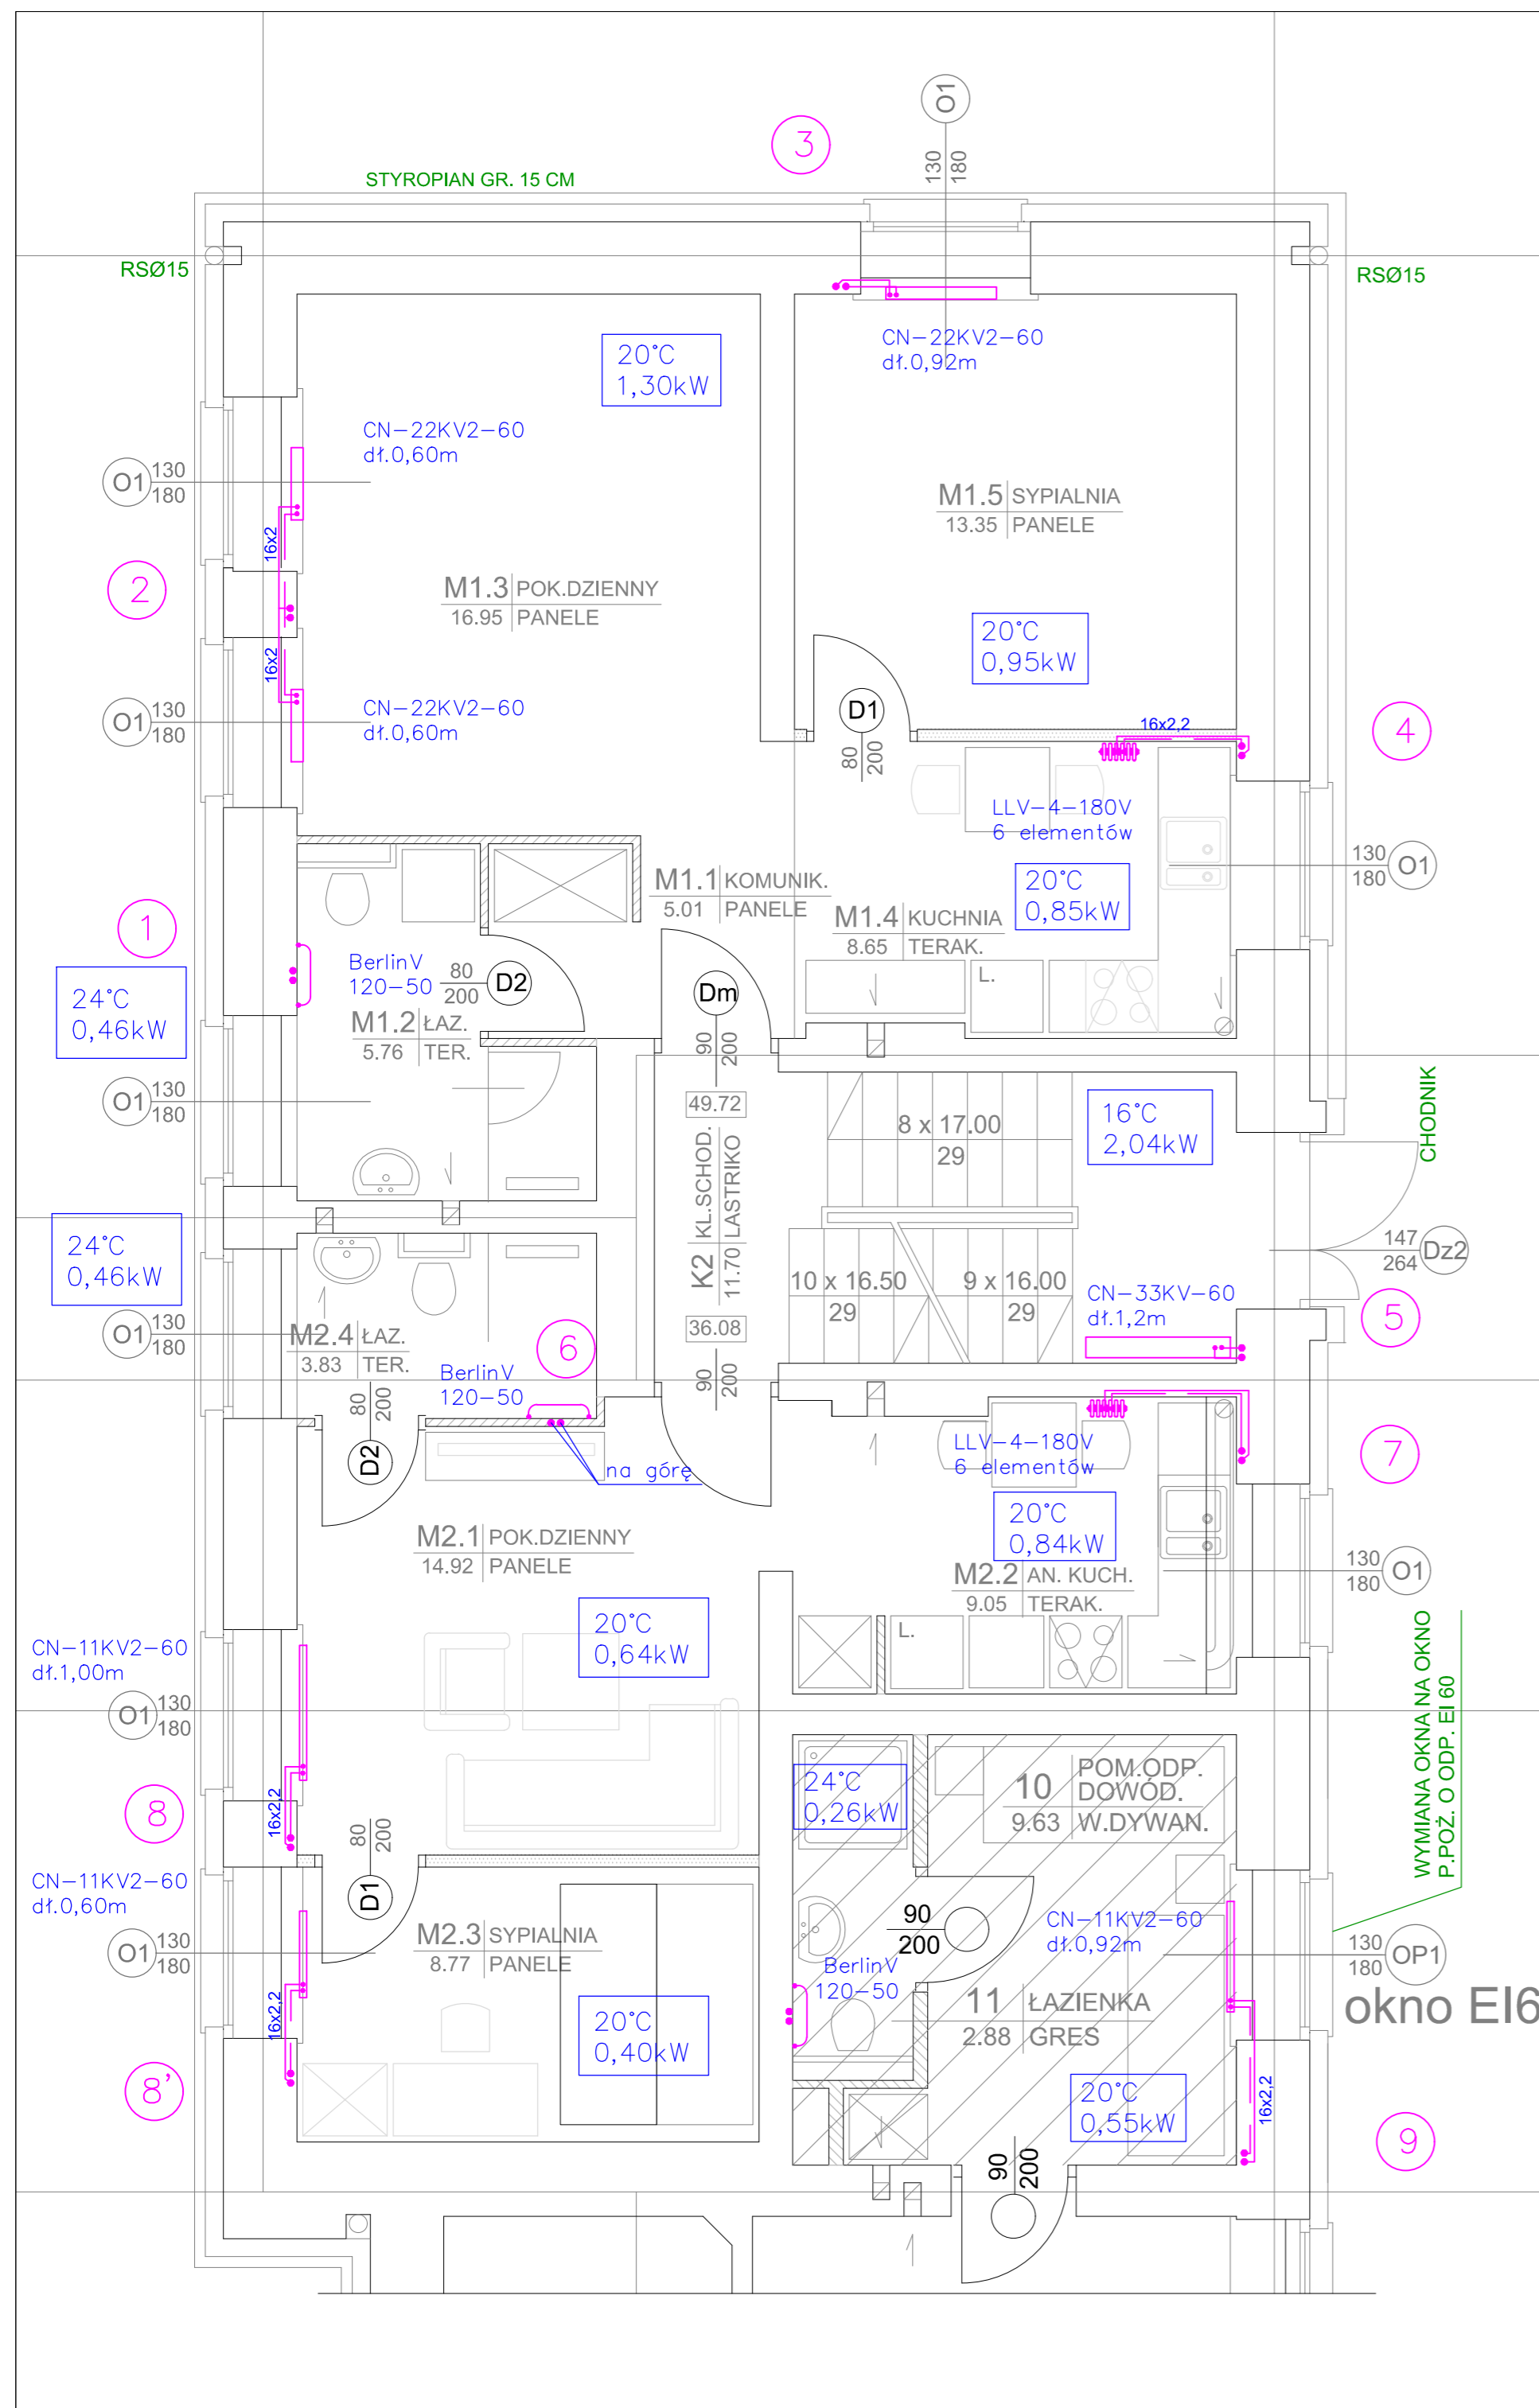 3
O1
130
180
STYROPIAN GR. 15 CM
RSØ15
RSØ15
CN-22KV2-60
dł.0,92m
20°C
1,30kW
CN-22KV2-60
dł.0,60m
O1
130
180
16x2
M1.5 SYPIALNIA
13.35 PANELE
2
M1.3 POK.DZIENNY
16.95 PANELE
20°C
0,95kW
16x2
CN-22KV2-60
dł.0,60m
O1
130
180
D1
80
200
16x2,2
4
LLV-4-180V
6 elementów
20°C
0,85kW
130
180
O1
M1.1 KOMUNIK.
5.01 PANELE
M1.4 KUCHNIA
8.65 TERAK.
1
24°C
0,46kW
BerlinV
120-50
80
200
D2
L.
Dm
90
200
M1.2 ŁAZ.
5.76 TER.
O1
130
180
49.72
8 x 17.00
29
16°C
2,04kW
CHODNIK
K2 KL.SCHOD.
11.70 LASTRIKO
24°C
0,46kW
147
264
Dz2
10 x 16.50
29
9 x 16.00
29
CN-33KV-60
dł.1,2m
5
O1
130
180
M2.4 ŁAZ.
3.83 TER.
6
36.08
90
200
BerlinV
120-50
80
200
D2
na górę
LLV-4-180V
6 elementów
7
20°C
0,84kW
M2.1 POK.DZIENNY
14.92 PANELE
M2.2 AN. KUCH.
9.05 TERAK.
130
180
O1
20°C
0,64kW
L.
CN-11KV2-60
dł.1,00m
O1
130
180
WYMIANA OKNA NA OKNO
P.POŻ. O ODP. EI 60
8
16x2,2
24°C
0,26kW
10 POM.ODP.
DOWÓD.
9.63 W.DYWAN.
80
200
D1
CN-11KV2-60
dł.0,60m
O1
130
180
M2.3 SYPIALNIA
8.77 PANELE
90
200
CN-11KV2-60
dł.0,92m
130
180
OP1
okno EI6
BerlinV
120-50
11 ŁAZIENKA
2.88 GRES
16x2,2
20°C
0,40kW
8'
20°C
0,55kW
16x2,2
9
90
200